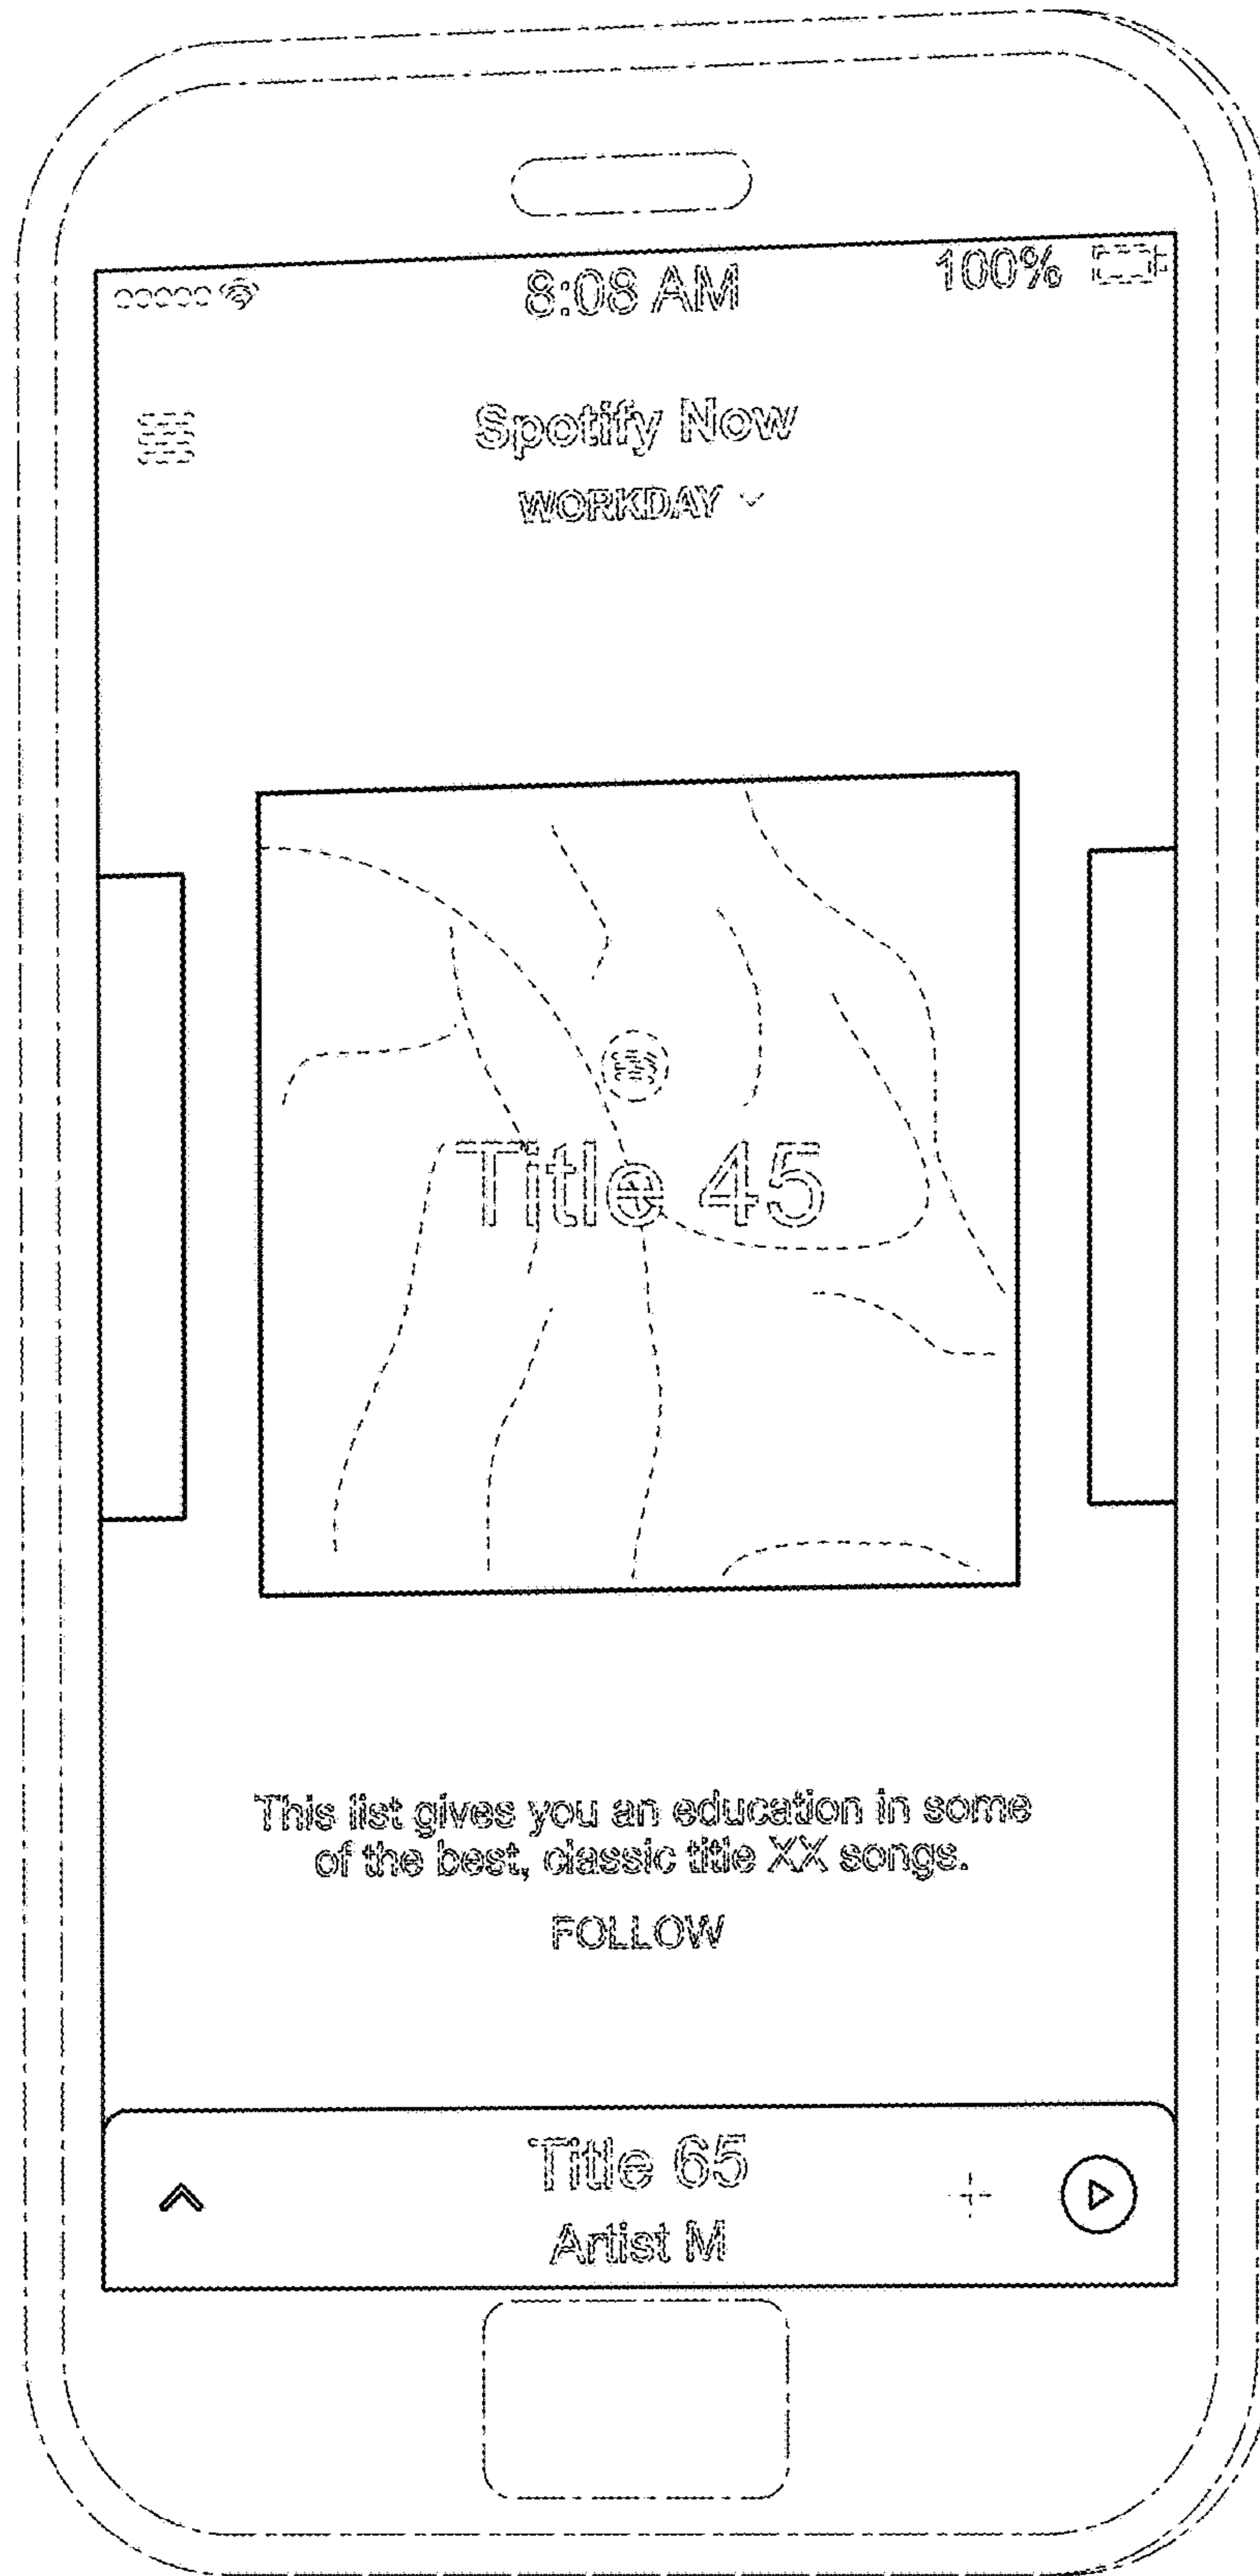 8:08 AM
100%
Spotify Now
WORKDAY
Title 45
This list gives you an education in some
of the best, classic title XX songs.
FOLLOW
Title 65
Artist M